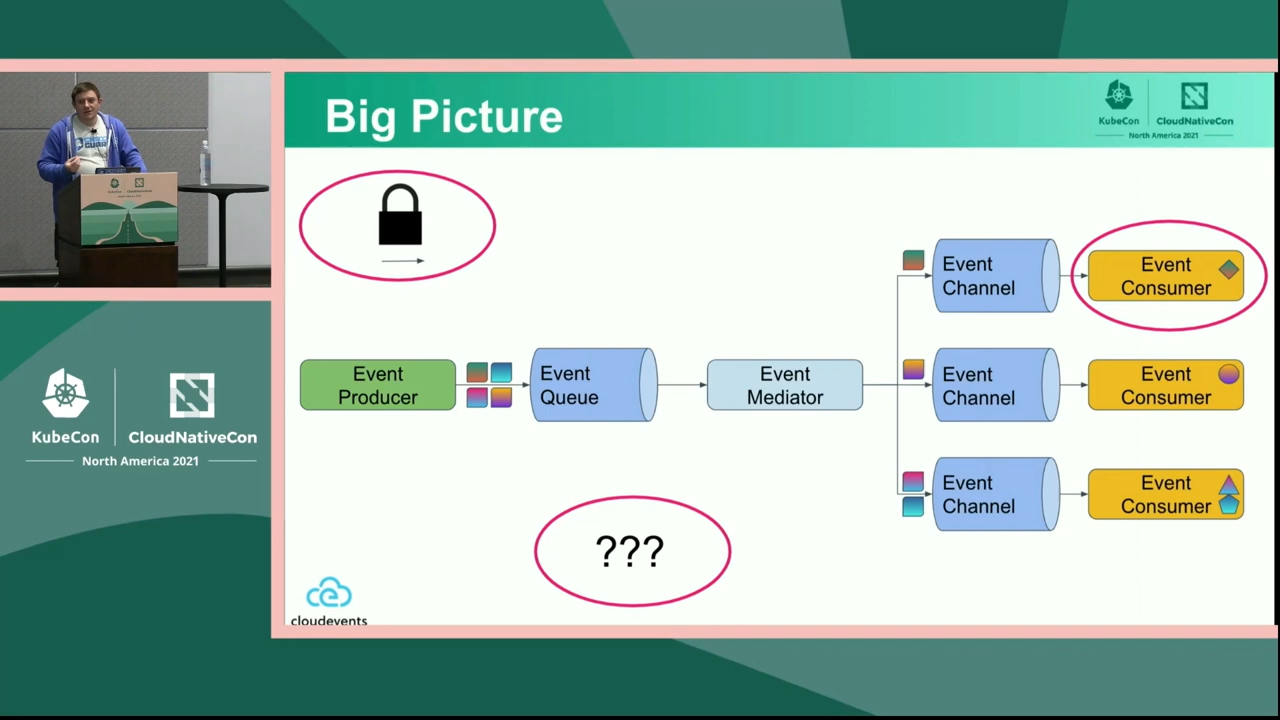 Big Picture
KubeCon
CloudNativeCon
North America 2021
Event
Producer
Event
Queue
Event
Mediator
Event
Channel
Event
Consumer
Event
Channel
Event
Consumer
Event
Channel
Event
Consumer
???
cloudevents
KubeCon
CloudNativeCon
North America 2021